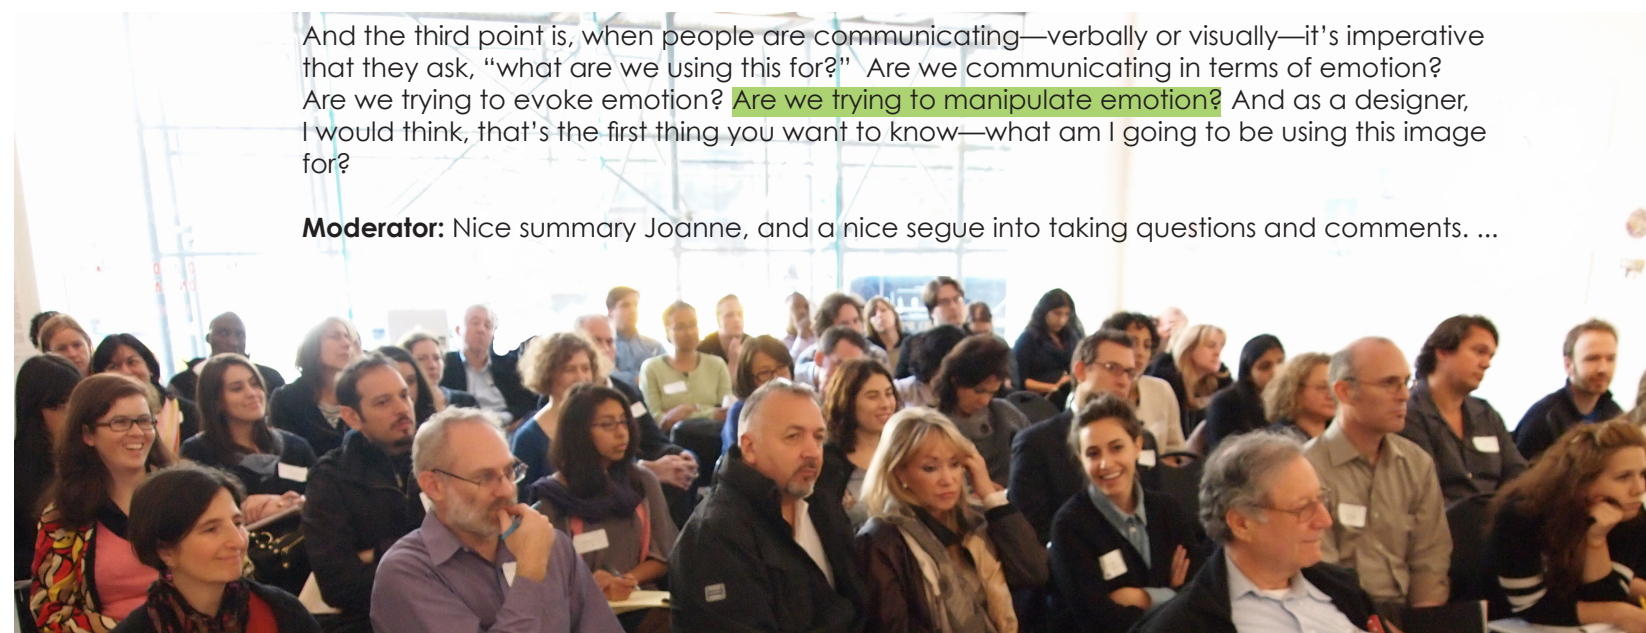 And the third point is, when people are communicating—verbally or visually—it’s imperative
that they ask, “what are we using this for?”  Are we communicating in terms of emotion?
Are we trying to evoke emotion? Are we trying to manipulate emotion? And as a designer,
I would think, that’s the first thing you want to know—what am I going to be using this image
for?
Moderator: Nice summary Joanne, and a nice segue into taking questions and comments. ...